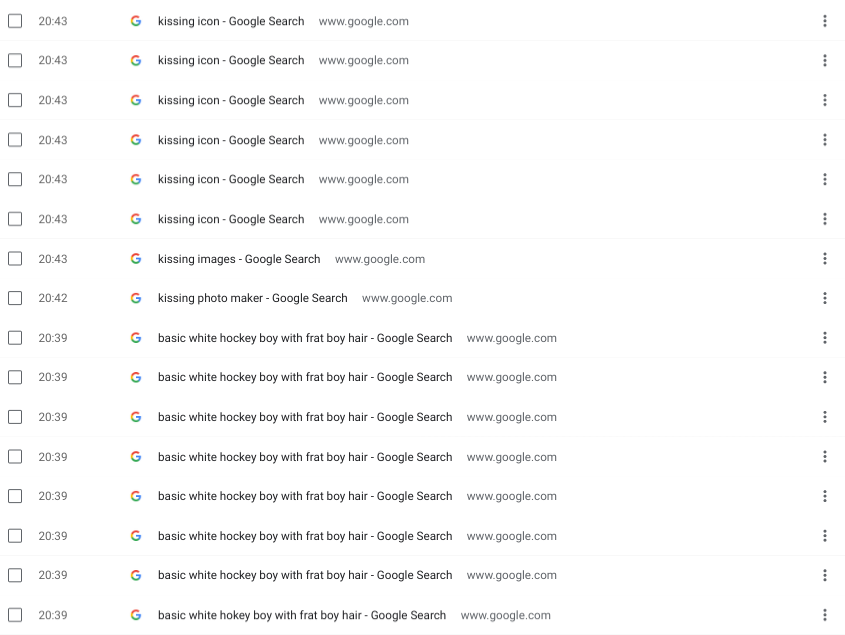 20:43 kissing icon - Google Search www.google.com
20:43 kissing icon - Google Search www.google.com
20:43 kissing icon - Google Search www.google.com
20:43 kissing icon - Google Search www.google.com
20:43 kissing icon - Google Search www.google.com
20:43 kissing icon - Google Search www.google.com
20:43 kissing images - Google Search www.google.com
20:42 kissing photo maker - Google Search www.google.com
20:39 basic white hockey boy with frat boy hair - Google Search www.google.com
20:39 basic white hockey boy with frat boy hair - Google Search www.google.com
20:39 basic white hockey boy with frat boy hair - Google Search www.google.com
20:39 basic white hockey boy with frat boy hair - Google Search www.google.com
20:39 basic white hockey boy with frat boy hair - Google Search www.google.com
20:39 basic white hockey boy with frat boy hair - Google Search www.google.com
20:39 basic white hockey boy with frat boy hair - Google Search www.google.com
20:39 basic white hokey boy with frat boy hair - Google Search www.google.com